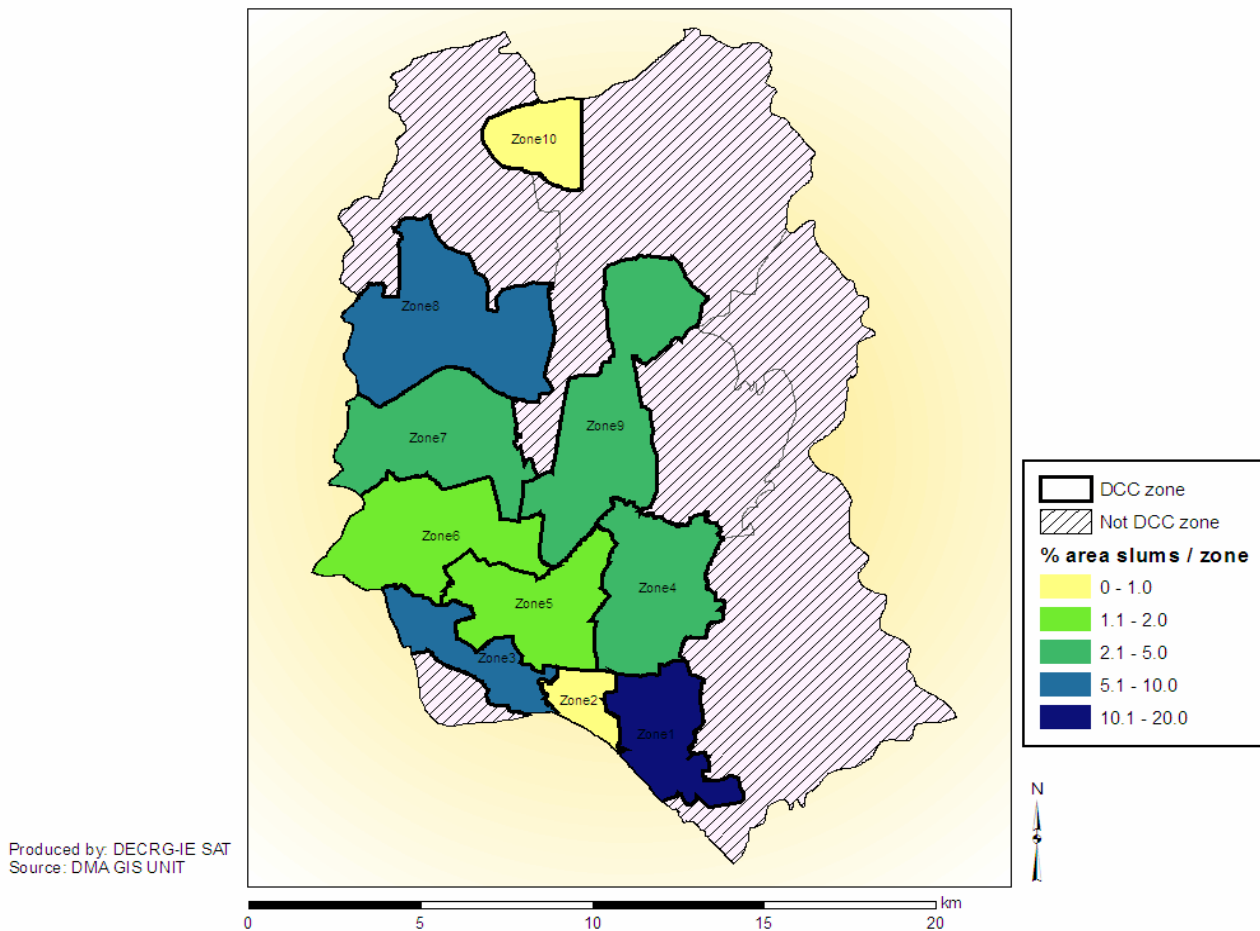 Zone10
Zone8
Zone9
Zone7
Zone6
Zone4
Zone5
Zone3
Zone2
Zone1
DCC zone
Not DCC zone
% area slums / zone
0 - 1.0
1.1 - 2.0
2.1 - 5.0
5.1 - 10.0
10.1 - 20.0
N
Produced by: DECRG-IE SAT
Source: DMA GIS UNIT
km
0 5 10 15 20